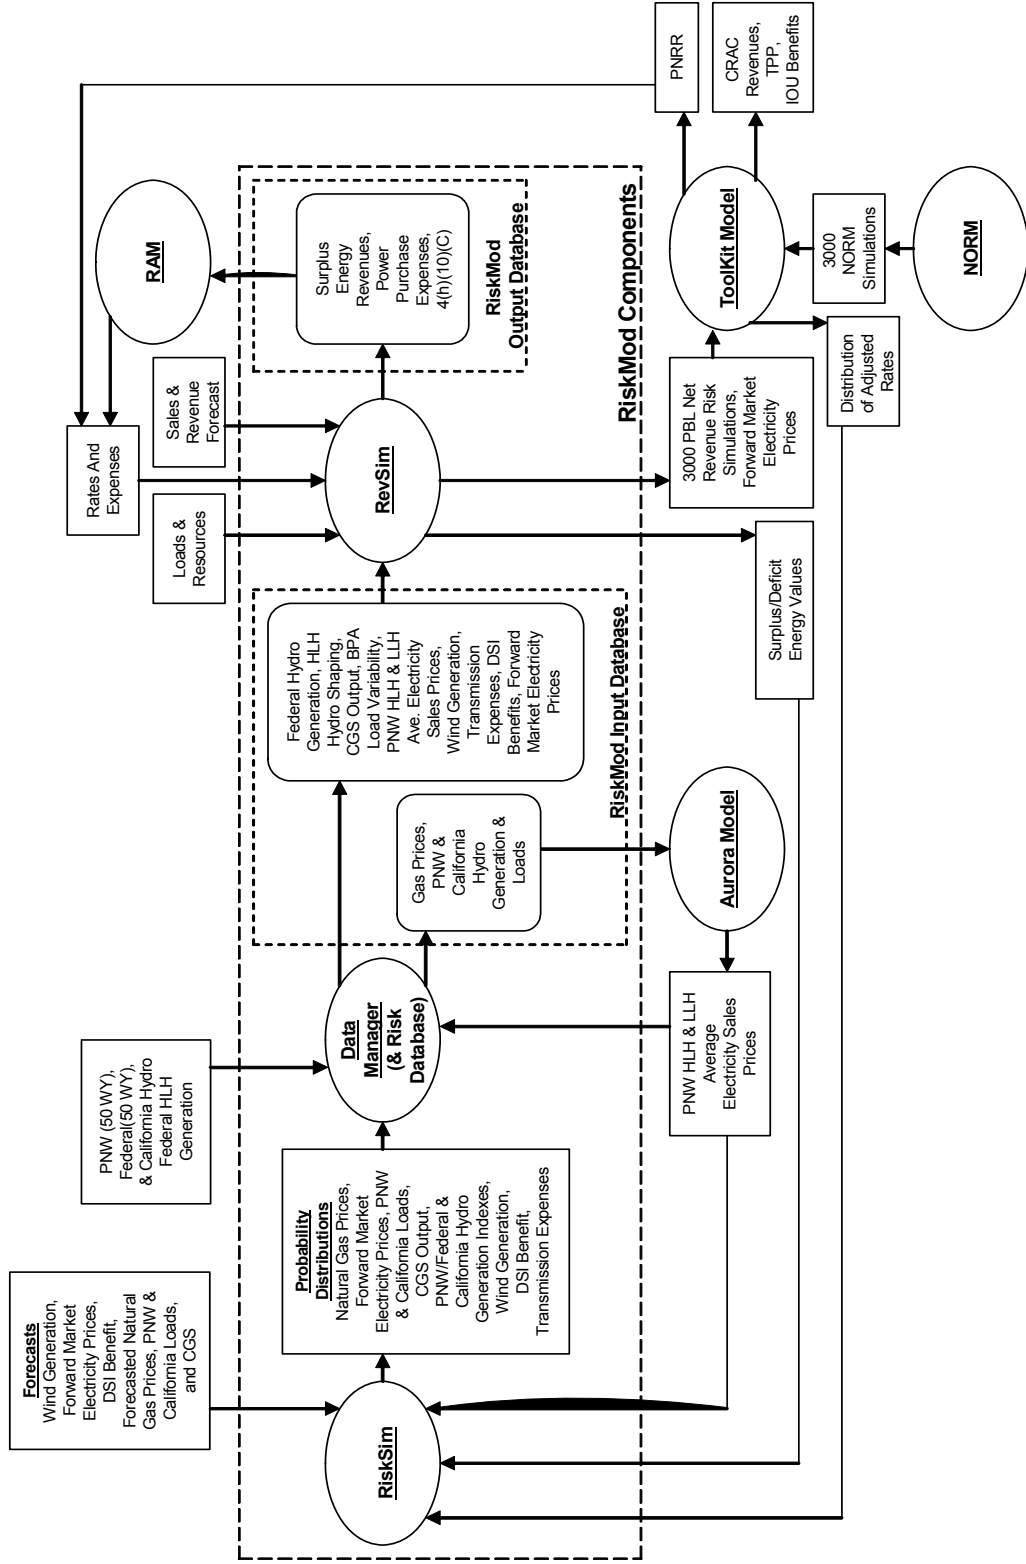 Forecasts
Wind Generation,
Forward Market
Electricity Prices,
DSI Benefit,
Forecasted Natural
Gas Prices, PNW &
California Loads,
and CGS
PNW (50 WY),
Federal(50 WY),
& California Hydro
Federal HLH
Generation
Loads &
Resources
Rates And
Expenses
Sales &
Revenue
Forecast
RAM
RiskSim
Probability
Distributions
Natural Gas Prices,
Forward Market
Electricity Prices, PNW
& California Loads,
CGS Output,
PNW/Federal &
California Hydro
Generation Indexes,
Wind Generation,
DSI Benefit,
Transmission Expenses
Data
Manager
(& Risk
Database)
Federal Hydro
Generation, HLH
Hydro Shaping,
CGS Output, BPA
Load Variability,
PNW HLH & LLH
Ave. Electricity
Sales Prices,
Wind Generation,
Transmission
Expenses, DSI
Benefits, Forward
Market Electricity
Prices
Gas Prices,
PNW &
California
Hydro
Generation &
Loads
RiskMod Input Database
RevSim
Surplus
Energy
Revenues,
Power
Purchase
Expenses,
4(h)(10)(C)
RiskMod
Output Database
RiskMod Components
PNW HLH & LLH
Average
Electricity Sales
Prices
Aurora Model
Surplus/Deficit
Energy Values
3000 PBL Net
Revenue Risk
Simulations,
Forward Market
Electricity
Prices
ToolKit Model
PNRR
CRAC
Revenues,
TPP,
IOU Benefits
Distribution
of Adjusted
Rates
3000
NORM
Simulations
NORM